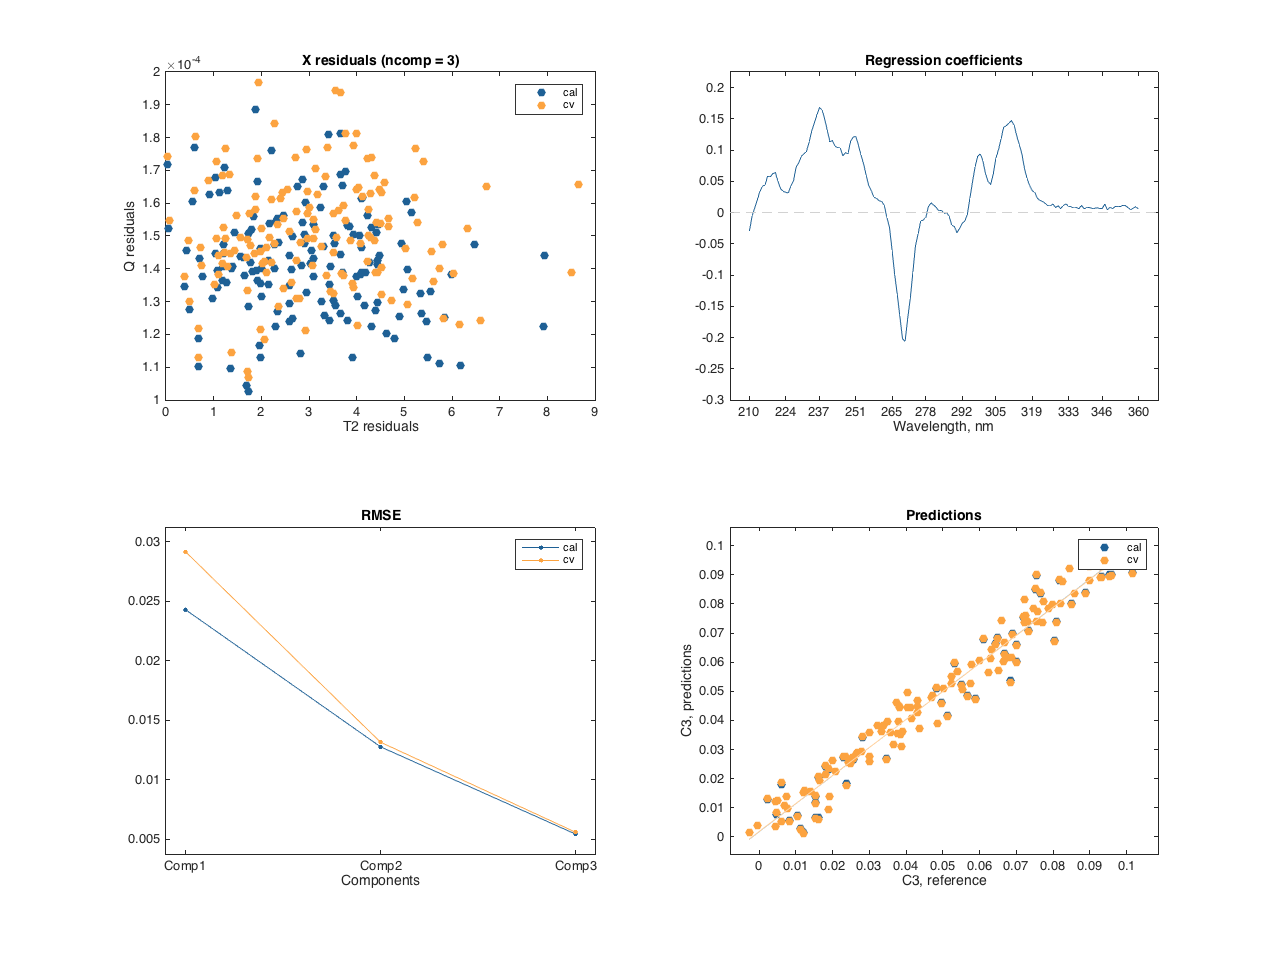 X residuals (ncomp = 3)
×10-4
2
1.9
1.8
1.7
1.6
1.5
1.4
1.3
1.2
1.1
1
Q residuals
cal
cv
0 1 2 3 4 5 6 7 8 9
T2 residuals
Regression coefficients
0.2
0.15
0.1
0.05
0
-0.05
-0.1
-0.15
-0.2
-0.25
-0.3
210 224 237 251 265 278 292 305 319 333 346 360
Wavelength, nm
RMSE
0.03
0.025
0.02
0.015
0.01
0.005
cal
cv
Comp1 Comp2 Comp3
Components
Predictions
0.1
0.09
0.08
0.07
0.06
0.05
0.04
0.03
0.02
0.01
0
C3, predictions
cal
cv
0 0.01 0.02 0.03 0.04 0.05 0.06 0.07 0.08 0.09 0.1
C3, reference